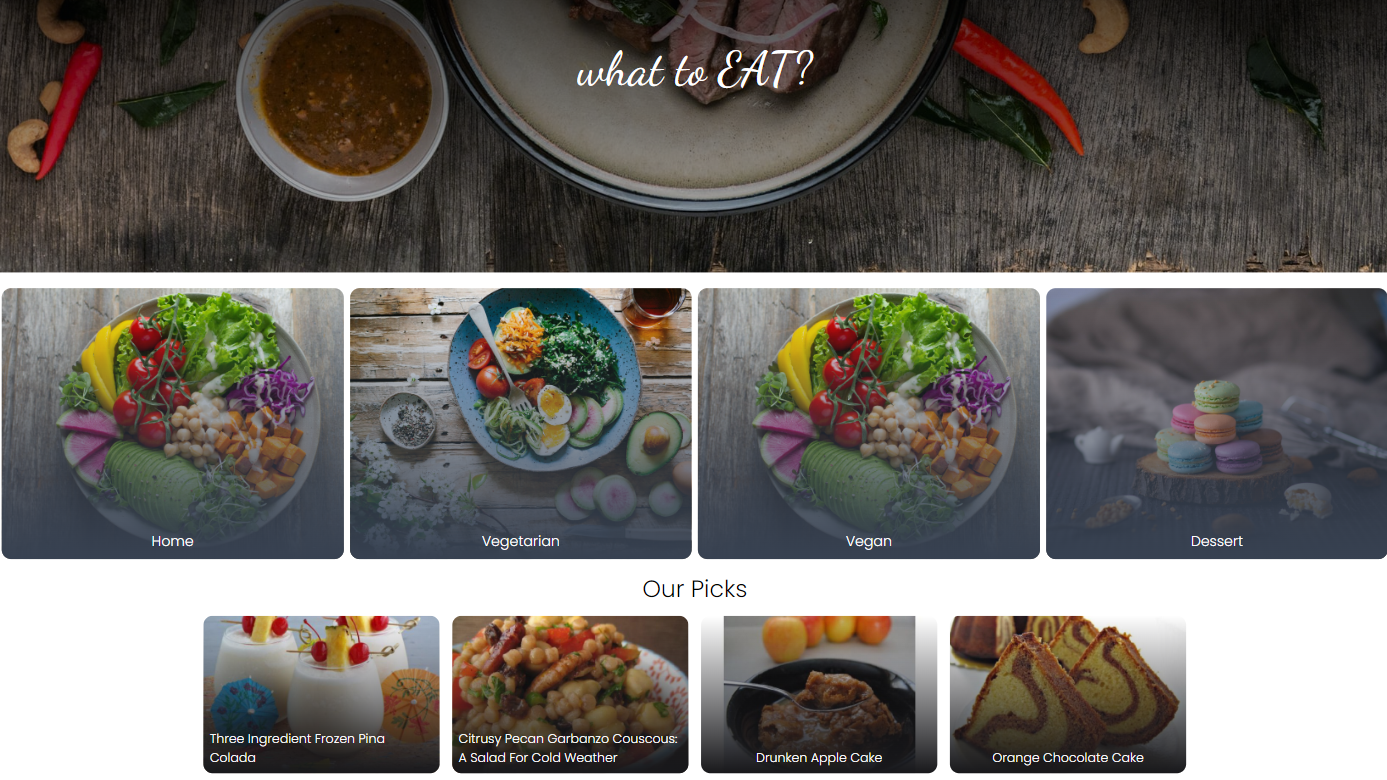 what to EAT?
Home
Vegetarian
Vegan
Dessert
Our Picks
Three Ingredient Frozen Pina
Colada
Citrusy Pecan Garbanzo Couscous:
A Salad For Cold Weather
Drunken Apple Cake
Orange Chocolate Cake